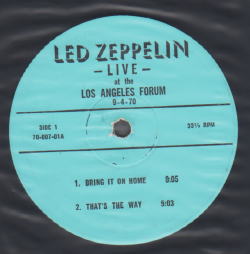 LED ZEPPELIN
- LIVE -
at the
LOS ANGELES FORUM
9-4-70
SIDE 1
33⅓ RPM
70-007-01A
1. BRING IT ON HOME 9:05
2. THAT'S THE WAY 5:03